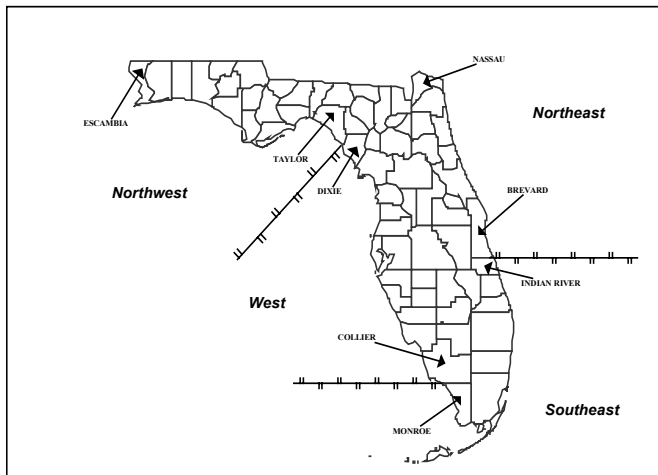 NASSAU
Northeast
ESCAMBIA
TAYLOR
Northwest
DIXIE
BREVARD
INDIAN RIVER
West
COLLIER
Southeast
MONROE